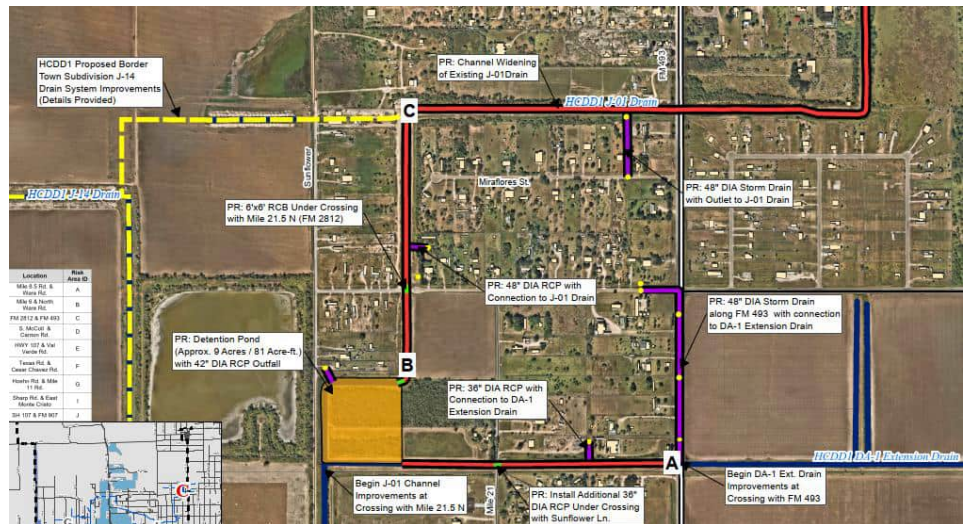 HCDD1 Proposed Border
Town Subdivision J-14
Drain System Improvements
(Details Provided)
PR: Channel Widening
of Existing J-01Drain
FM 493
HCDD1 J-01 Drain
C
Sunflower
Miraflores St.
HCDD1 J-14 Drain
PR: 48" DIA Storm Drain
with Outlet to J-01 Drain
PR: 6'x6' RCB Under Crossing
with Mile 21.5 N (FM 2812)
PR: 48" DIA RCP with
Connection to J-01 Drain
PR: 48" DIA Storm Drain
along FM 493 with connection
to DA-1 Extension Drain
Location Risk Area ID
Mile 6.5 Rd. & Ware Rd. A
Mile 6 & North Ware Rd. B
FM 2812 & FM 493 C
S. McColl & Canton Rd. D
HWY 107 & Val Verde Rd. E
Texas Rd. & Cesar Chavez Rd. F
Hoehn Rd. & Mile 11 Rd. G
Sharp Rd. & East Monte Cristo I
SH 107 & FM 907 J
PR: Detention Pond
(Approx. 9 Acres / 81 Acre-ft.)
with 42" DIA RCP Outfall
B
PR: 36" DIA RCP with
Connection to DA-1
Extension Drain
A
HCDD1 DA-1 Extension Drain
Begin J-01 Channel
Improvements at
Crossing with Mile 21.5 N
Mile 21
PR: Install Additional 36"
DIA RCP Under Crossing
with Sunflower Ln.
Begin DA-1 Ext. Drain
Improvements at
Crossing with FM 493
C